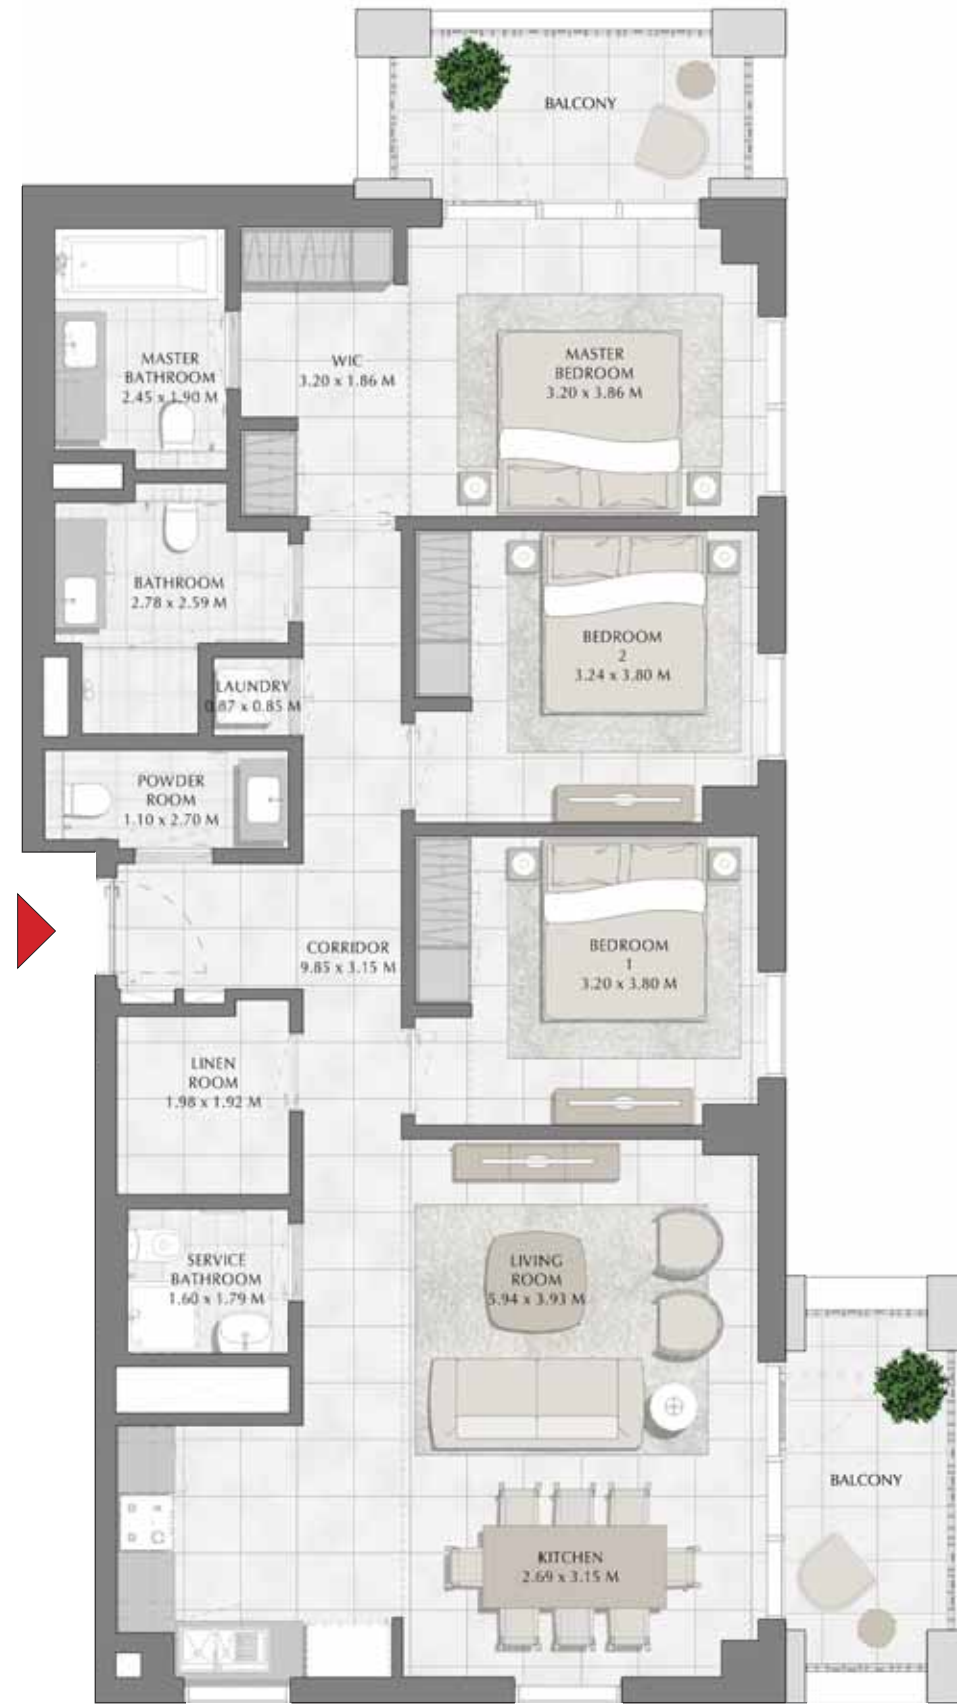 BALCONY
MASTER
BATHROOM
2.45 x 1.90 M
WIC
3.20 x 1.86 M
MASTER
BEDROOM
3.20 x 3.86 M
BATHROOM
2.78 x 2.59 M
BEDROOM
2
3.24 x 3.80 M
LAUNDRY
0.87 x 0.85 M
POWDER
ROOM
1.10 x 2.70 M
CORRIDOR
9.85 x 3.15 M
BEDROOM
1
3.20 x 3.80 M
LINEN
ROOM
1.98 x 1.92 M
SERVICE
BATHROOM
1.60 x 1.79 M
LIVING
ROOM
5.94 x 3.93 M
BALCONY
KITCHEN
2.69 x 3.15 M